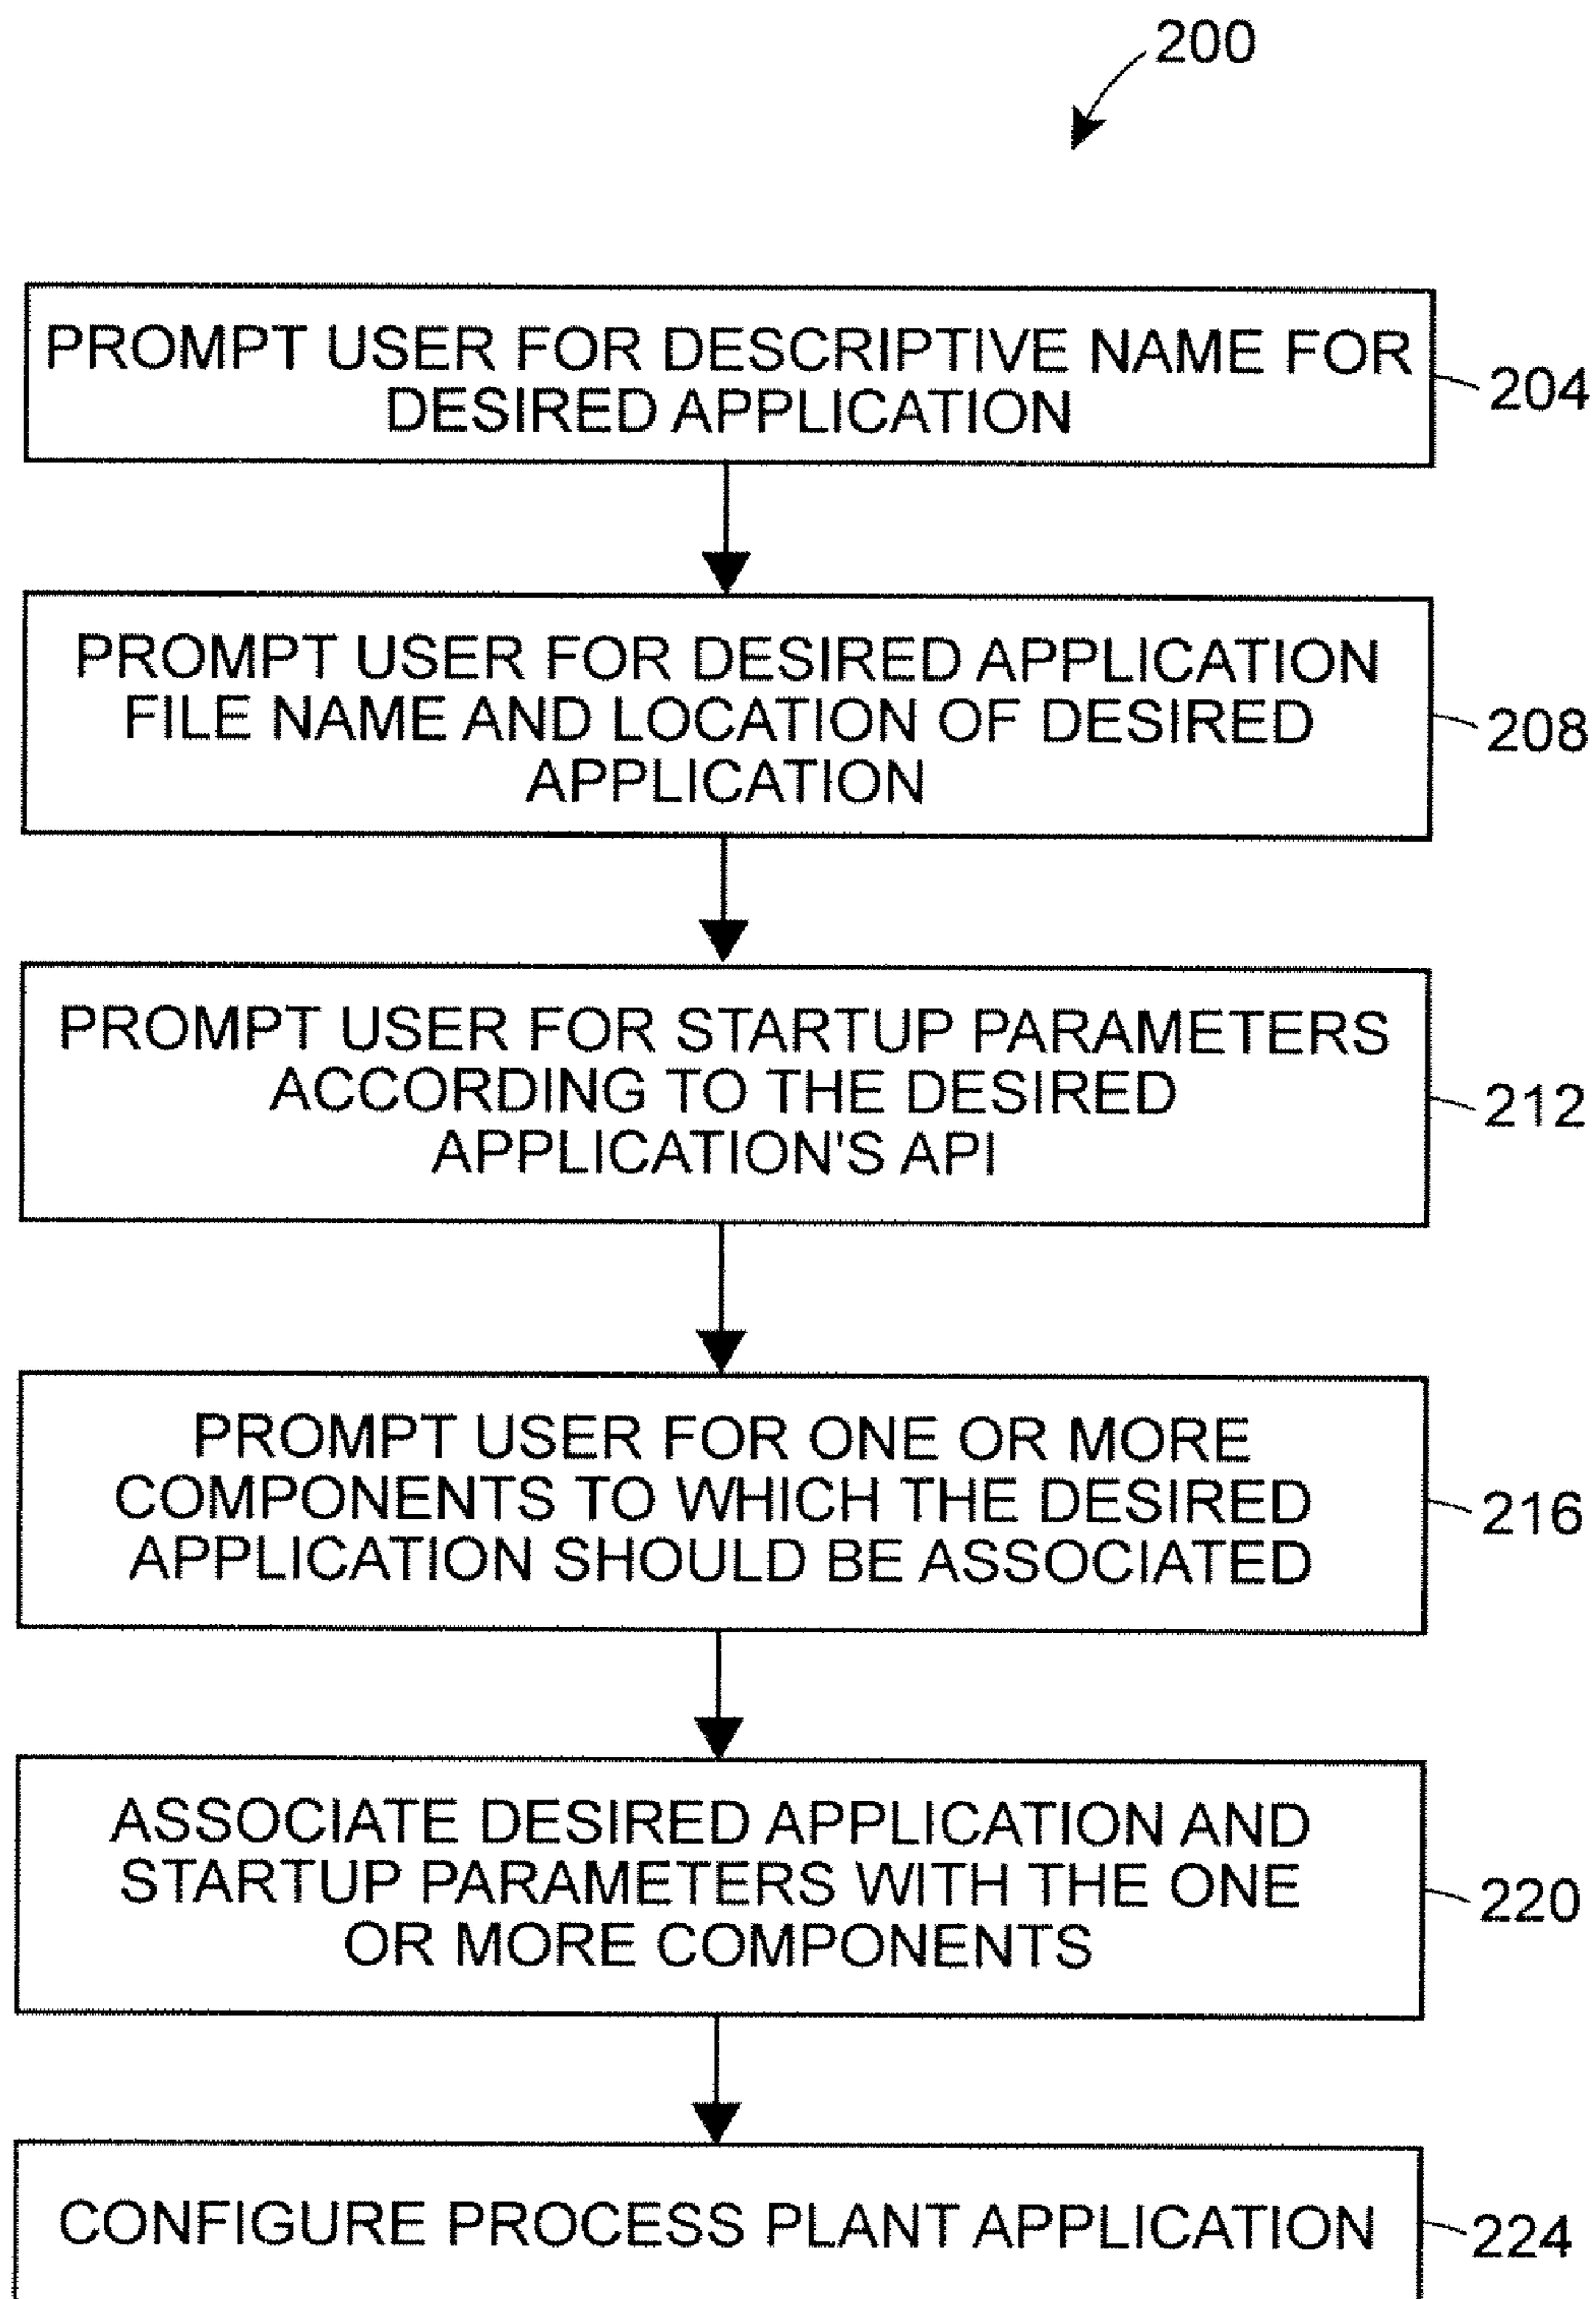 200
PROMPT USER FOR DESCRIPTIVE NAME FOR
DESIRED APPLICATION
204
PROMPT USER FOR DESIRED APPLICATION
FILE NAME AND LOCATION OF DESIRED
APPLICATION
208
PROMPT USER FOR STARTUP PARAMETERS
ACCORDING TO THE DESIRED
APPLICATION'S API
212
PROMPT USER FOR ONE OR MORE
COMPONENTS TO WHICH THE DESIRED
APPLICATION SHOULD BE ASSOCIATED
216
ASSOCIATE DESIRED APPLICATION AND
STARTUP PARAMETERS WITH THE ONE
OR MORE COMPONENTS
220
CONFIGURE PROCESS PLANT APPLICATION
224